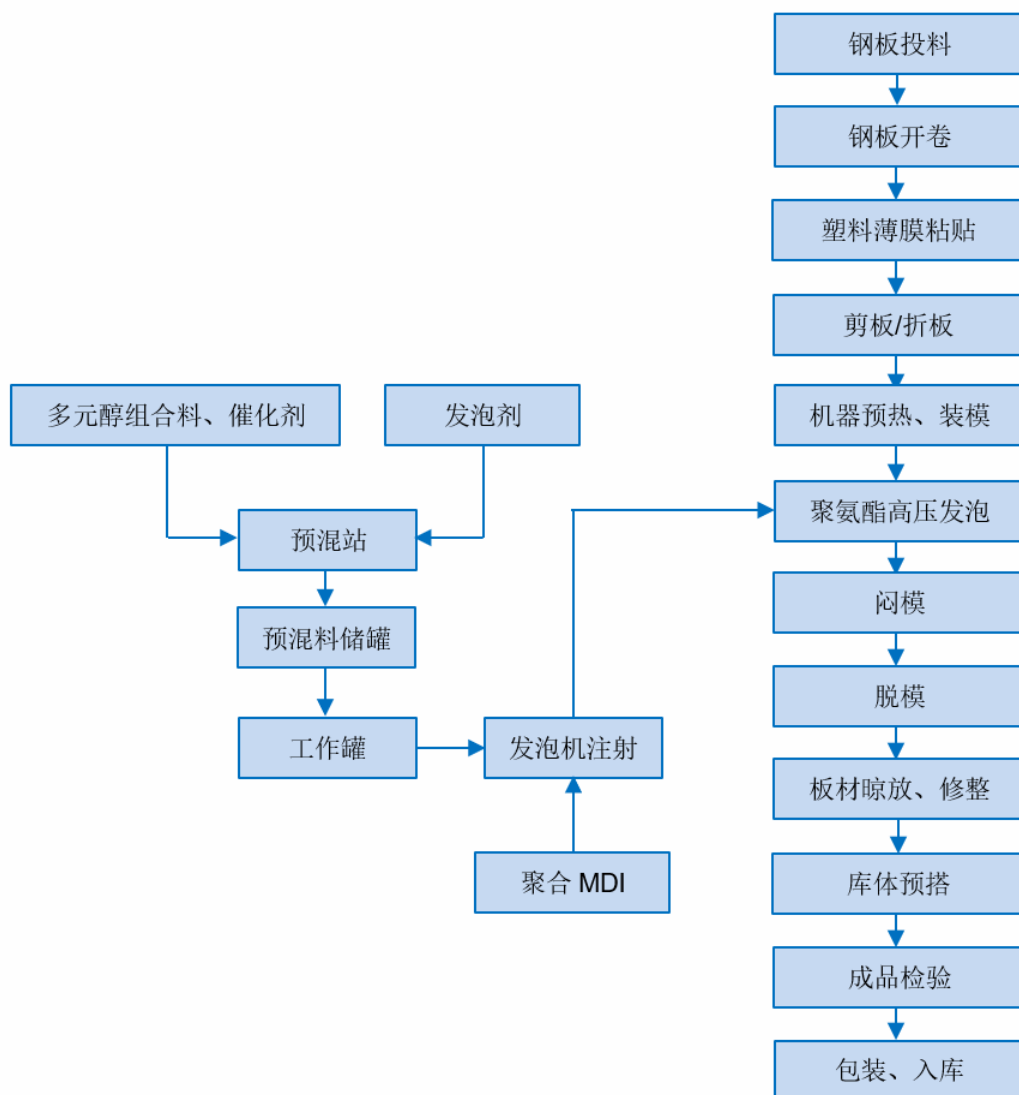 钢板投料
钢板开卷
塑料薄膜粘贴
剪板/折板
多元醇组合料、催化剂
发泡剂
机器预热、装模
预混站
聚氨酯高压发泡
预混料储罐
闷模
脱模
工作罐
发泡机注射
板材晾放、修整
聚合 MDI
库体预搭
成品检验
包装、入库